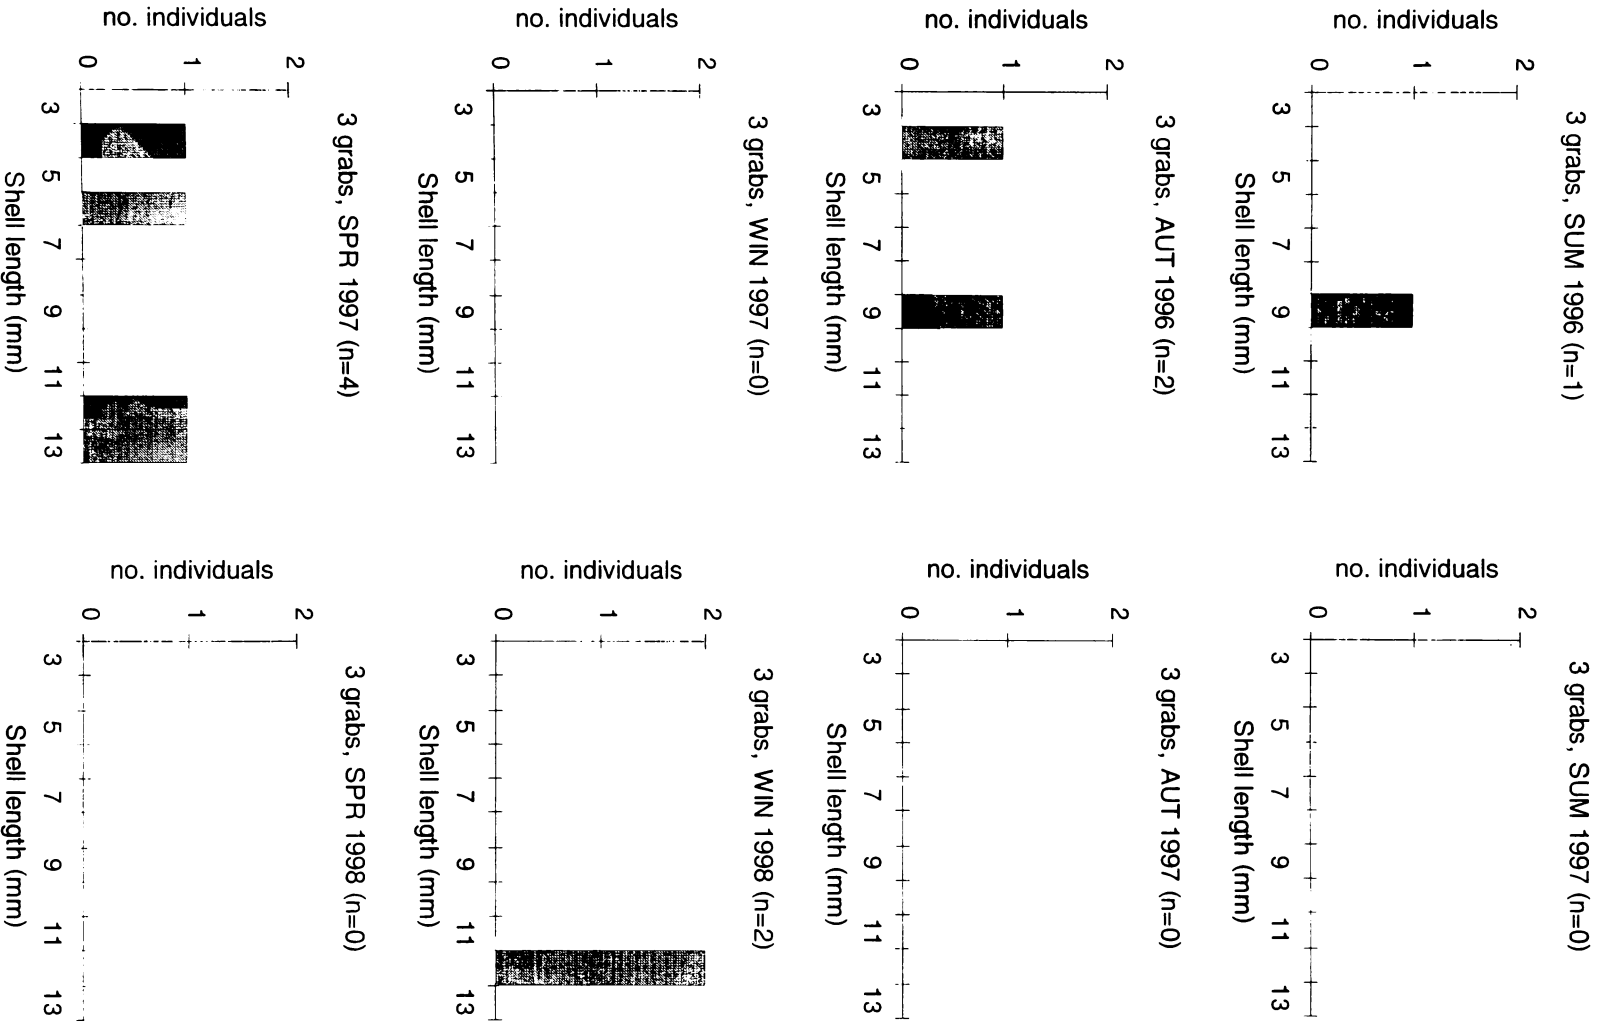 3 grabs, SUM 1996 (n=1)
no. individuals
2
1
0
3 5 7 9 11 13
Shell length (mm)
3 grabs, SUM 1997 (n=0)
no. individuals
2
1
0
3 5 7 9 11 13
Shell length (mm)
3 grabs, AUT 1996 (n=2)
no. individuals
2
1
0
3 5 7 9 11 13
Shell length (mm)
3 grabs, AUT 1997 (n=0)
no. individuals
2
1
0
3 5 7 9 11 13
Shell length (mm)
3 grabs, WIN 1997 (n=0)
no. individuals
2
1
0
3 5 7 9 11 13
Shell length (mm)
3 grabs, WIN 1998 (n=2)
no. individuals
2
1
0
3 5 7 9 11 13
Shell length (mm)
3 grabs, SPR 1997 (n=4)
no. individuals
2
1
0
3 5 7 9 11 13
Shell length (mm)
3 grabs, SPR 1998 (n=0)
no. individuals
2
1
0
3 5 7 9 11 13
Shell length (mm)